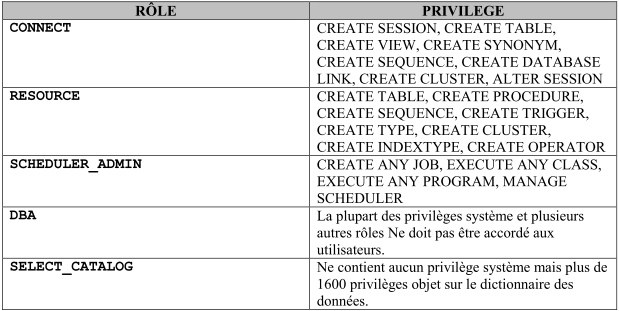 RÔLE PRIVILEGE
CONNECT CREATE SESSION, CREATE TABLE,
CREATE VIEW, CREATE SYNONYM,
CREATE SEQUENCE, CREATE DATABASE
LINK, CREATE CLUSTER, ALTER SESSION
RESOURCE CREATE TABLE, CREATE PROCEDURE,
CREATE SEQUENCE, CREATE TRIGGER,
CREATE TYPE, CREATE CLUSTER,
CREATE INDEXTYPE, CREATE OPERATOR
SCHEDULER_ADMIN CREATE ANY JOB, EXECUTE ANY CLASS,
EXECUTE ANY PROGRAM, MANAGE
SCHEDULER
DBA La plupart des privilèges système et plusieurs
autres rôles Ne doit pas être accordé aux
utilisateurs.
SELECT_CATALOG Ne contient aucun privilège système mais plus de
1600 privilèges objet sur le dictionnaire des
données.